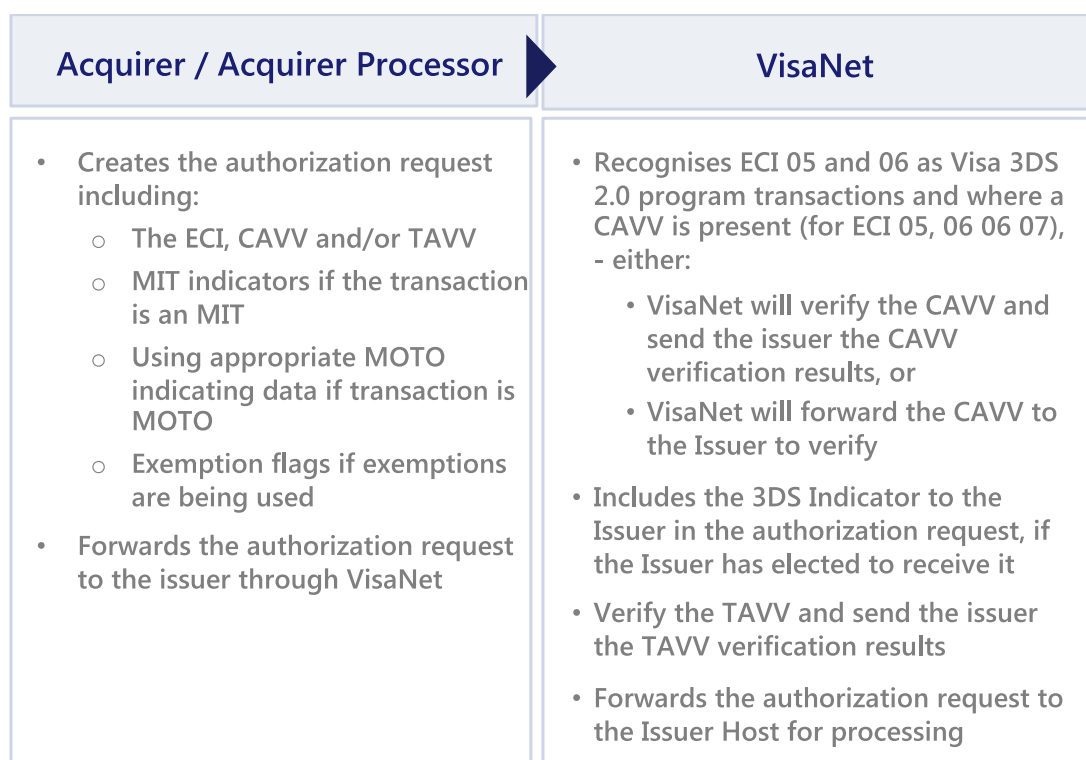 Acquirer / Acquirer Processor
VisaNet
• Creates the authorization request
including:
○ The ECI, CAVV and/or TAVV
○ MIT indicators if the transaction
is an MIT
○ Using appropriate MOTO
indicating data if transaction is
MOTO
○ Exemption flags if exemptions
are being used
• Forwards the authorization request
to the issuer through VisaNet
• Recognises ECI 05 and 06 as Visa 3DS
2.0 program transactions and where a
CAVV is present (for ECI 05, 06 06 07),
- either:
• VisaNet will verify the CAVV and
send the issuer the CAVV
verification results, or
• VisaNet will forward the CAVV to
the Issuer to verify
• Includes the 3DS Indicator to the
Issuer in the authorization request, if
the Issuer has elected to receive it
• Verify the TAVV and send the issuer
the TAVV verification results
• Forwards the authorization request to
the Issuer Host for processing